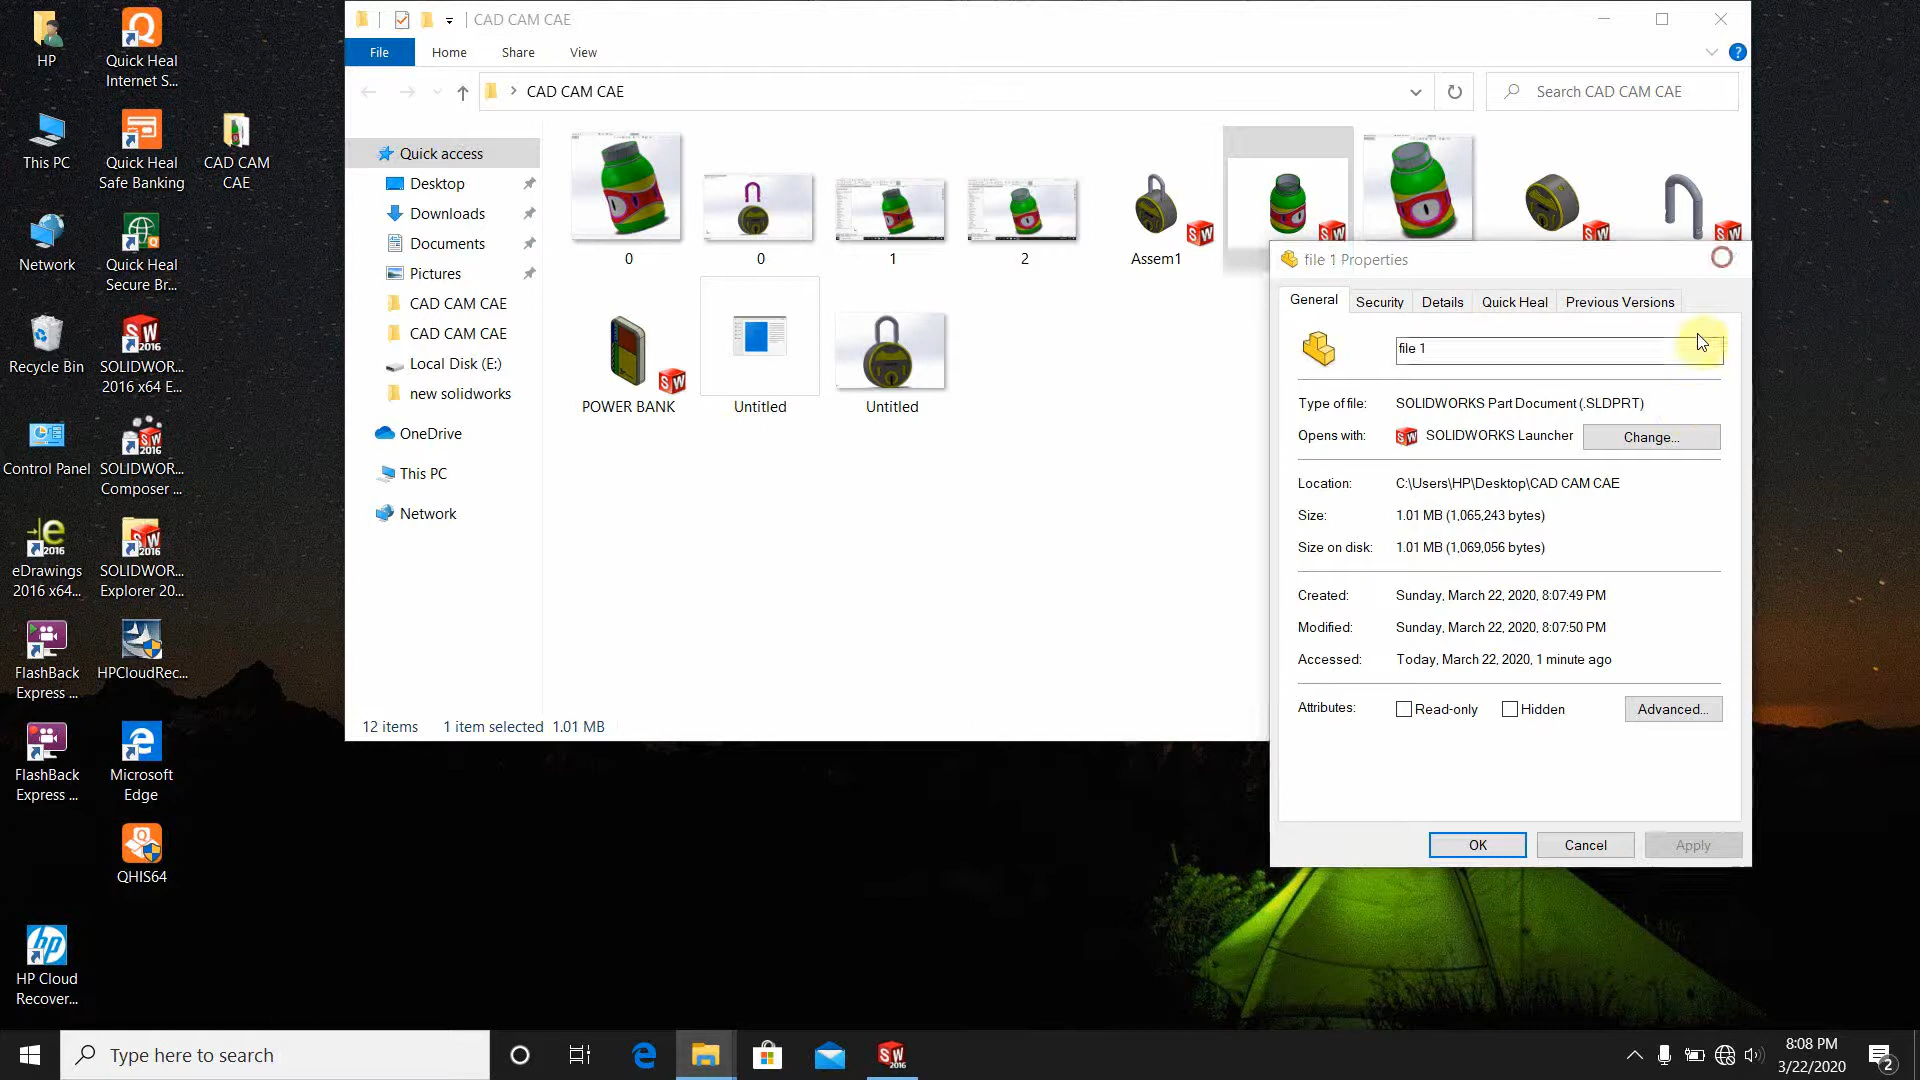 HP
Quick Heal
Internet S...
This PC
Quick Heal
Safe Banking
CAD CAM
CAE
Network
Quick Heal
Secure Br...
Recycle Bin
SOLIDWOR...
2016 x64 E...
Control Panel
SOLIDWOR...
Composer ...
eDrawings
2016 x64...
SOLIDWOR...
Explorer 20...
FlashBack
Express ...
HPCloudRec...
FlashBack
Express ...
Microsoft
Edge
QHIS64
HP Cloud
Recover...
CAD CAM CAE
File
Home
Share
View
CAD CAM CAE
Search CAD CAM CAE
Quick access
Desktop
Downloads
Documents
Pictures
CAD CAM CAE
CAD CAM CAE
Local Disk (E:)
new solidworks
OneDrive
This PC
Network
0
0
1
2
Assem1
POWER BANK
Untitled
Untitled
12 items
1 item selected 1.01 MB
file 1 Properties
General
Security
Details
Quick Heal
Previous Versions
file 1
Type of file:
SOLIDWORKS Part Document (.SLDPRT)
Opens with:
SOLIDWORKS Launcher
Change...
Location:
C:\Users\HP\Desktop\CAD CAM CAE
Size:
1.01 MB (1,065,243 bytes)
Size on disk:
1.01 MB (1,069,056 bytes)
Created:
Sunday, March 22, 2020, 8:07:49 PM
Modified:
Sunday, March 22, 2020, 8:07:50 PM
Accessed:
Today, March 22, 2020, 1 minute ago
Attributes:
Read-only
Hidden
Advanced...
OK
Cancel
Apply
Type here to search
8:08 PM
3/22/2020
2